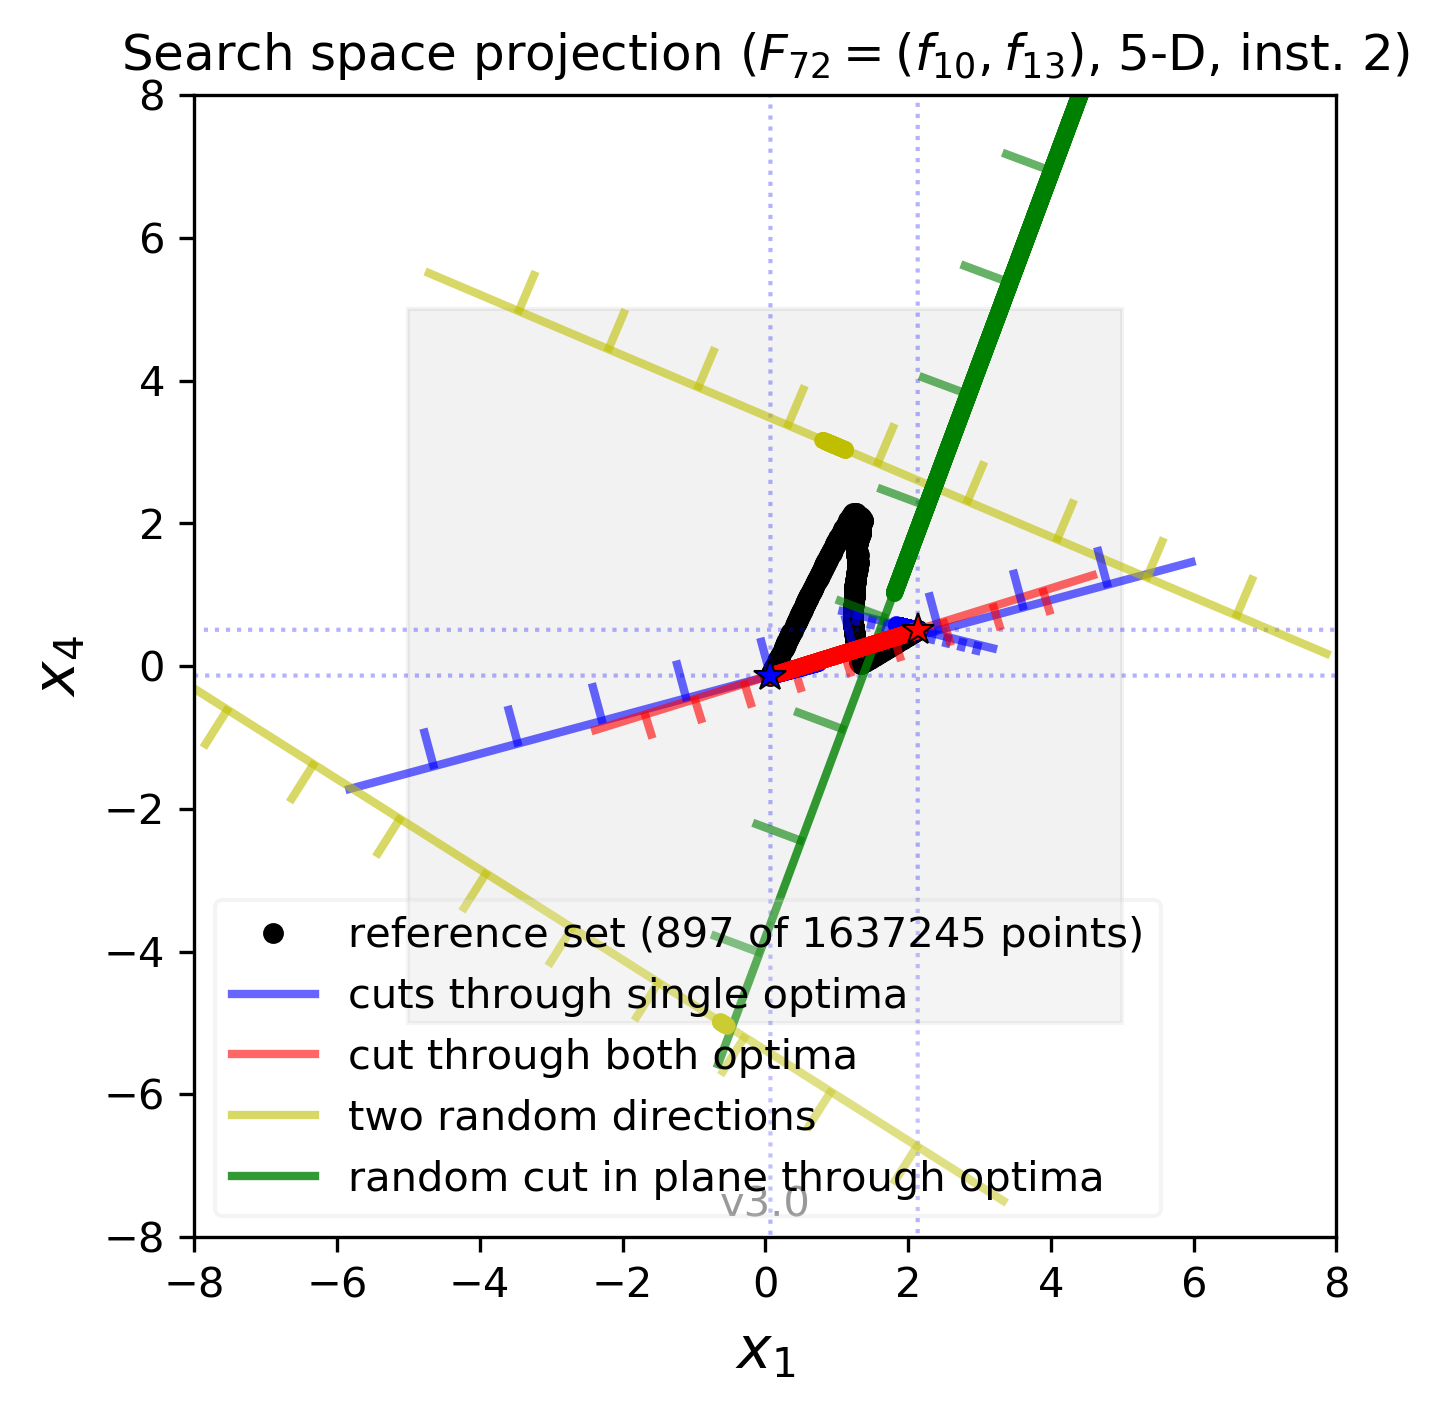 Search space projection (F72 = (f10, f13), 5-D, inst. 2)
8
6
4
2
0
−2
−4
−6
−8
x4
reference set (897 of 1637245 points)
cuts through single optima
cut through both optima
two random directions
random cut in plane through optima
v3.0
−8 −6 −4 −2 0 2 4 6 8
x1